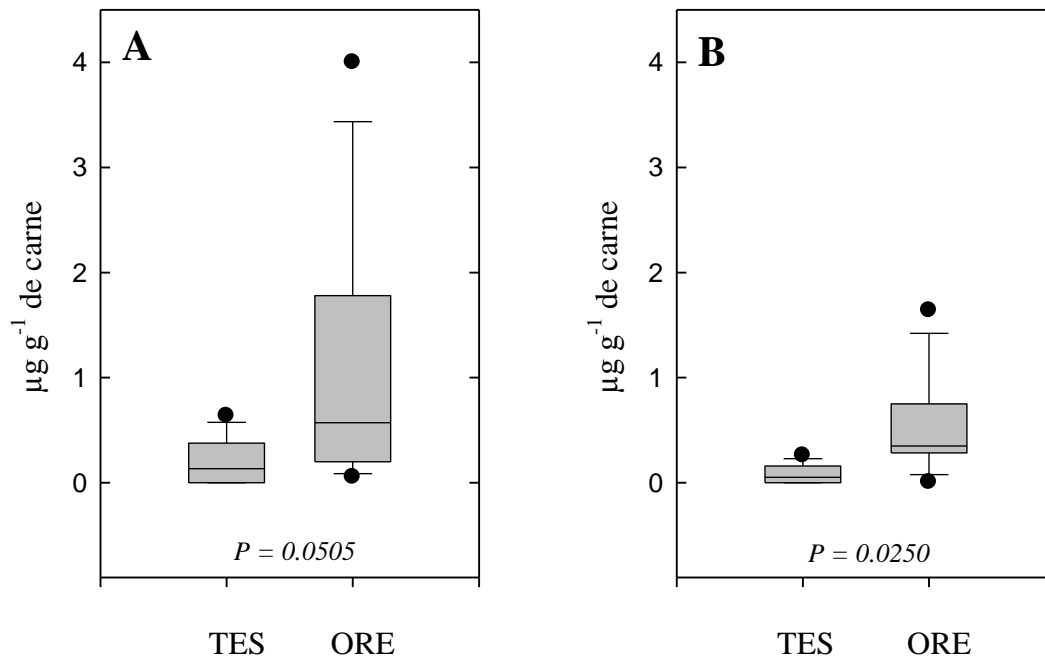 A
4
3
2
1
0
µg g-1 de carne
P = 0.0505
TES ORE
B
4
3
2
1
0
µg g-1 de carne
P = 0.0250
TES ORE